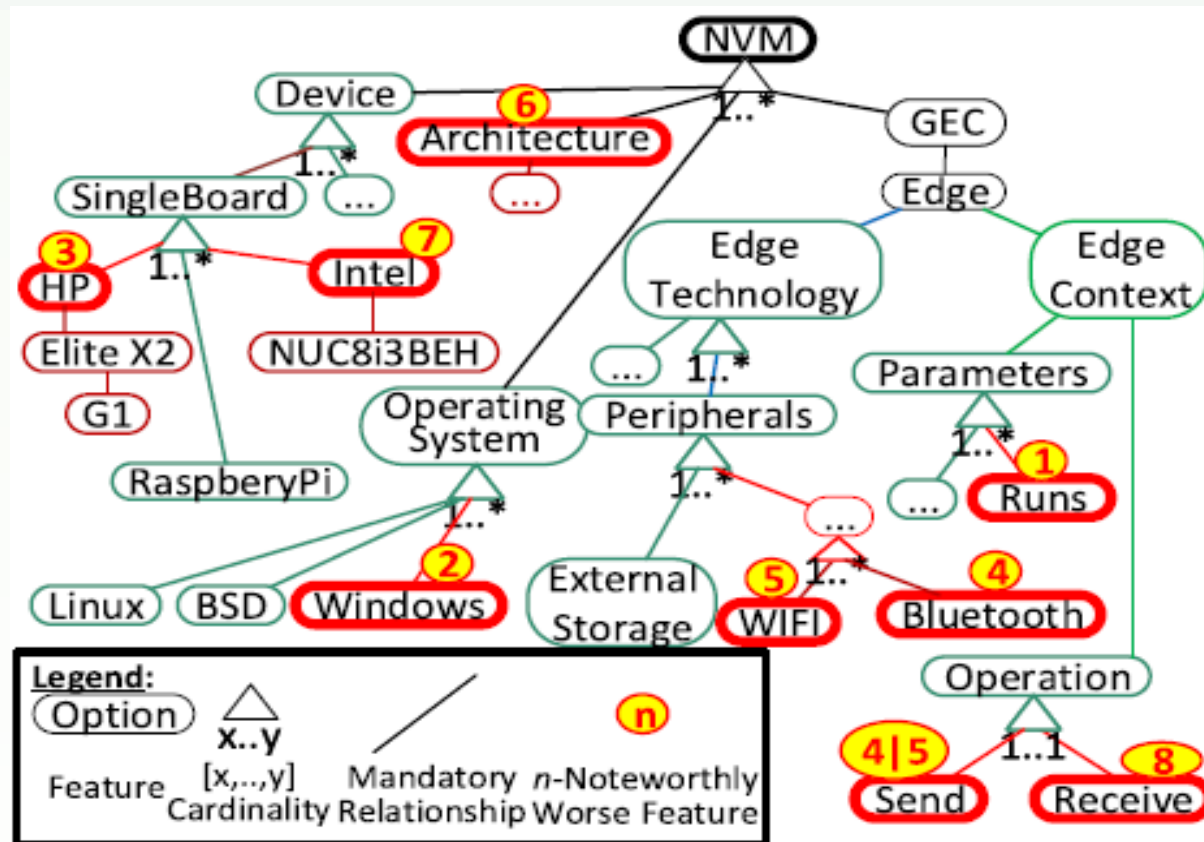 NVM
1..*
Device
1..*
6
Architecture
...
GEC
Edge
SingleBoard
1..*
...
3
HP
7
Intel
Elite X2
G1
NUC8i3BEH
RaspberyPi
Edge
Technology
1..*
...
Edge
Context
Parameters
1..*
...
1
Runs
Operating
System
1..*
Peripherals
1..*
...
1..*
Linux
BSD
2
Windows
External
Storage
5
WIFI
4
Bluetooth
Operation
1..1
4|5
Send
8
Receive
Legend:
Option
x..y
n
Feature
[x,..,y]
Cardinality
Mandatory
Relationship
n-Noteworthly
Worse Feature